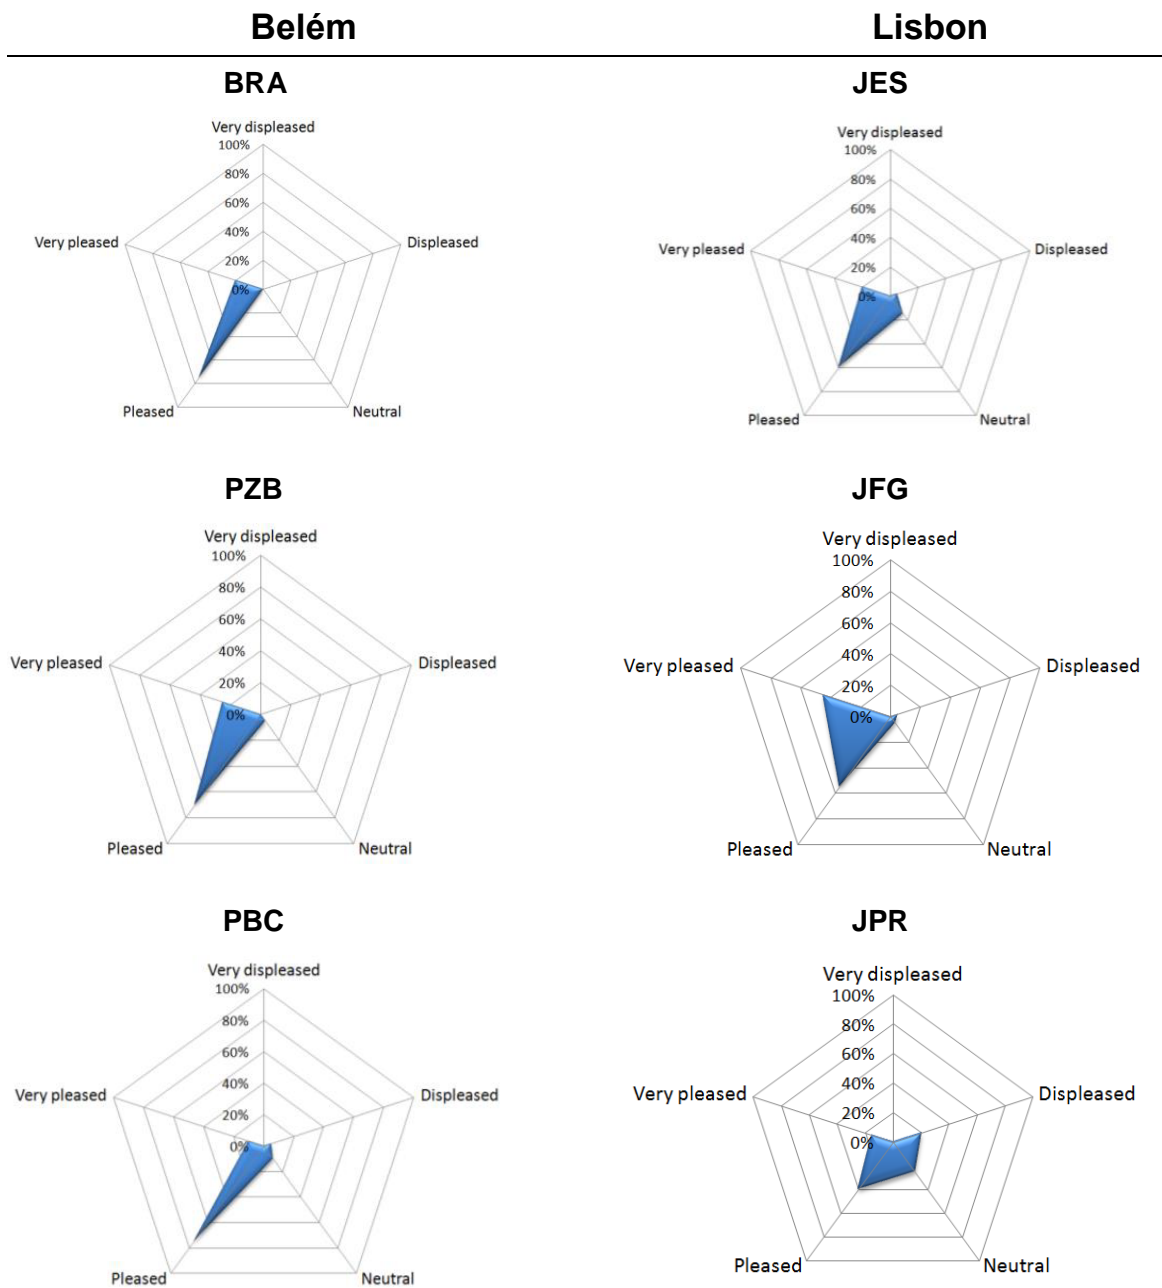 Belém
Lisbon
BRA
JES
Very displeased
100%
80%
60%
40%
20%
0%
Very pleased
Displeased
Pleased
Neutral
Very displeased
100%
80%
60%
40%
20%
0%
Very pleased
Displeased
Pleased
Neutral
PZB
JFG
Very displeased
100%
80%
60%
40%
20%
0%
Very pleased
Displeased
Pleased
Neutral
Very displeased
100%
80%
60%
40%
20%
0%
Very pleased
Displeased
Pleased
Neutral
PBC
JPR
Very displeased
100%
80%
60%
40%
20%
0%
Very pleased
Displeased
Pleased
Neutral
Very displeased
100%
80%
60%
40%
20%
0%
Very pleased
Displeased
Pleased
Neutral